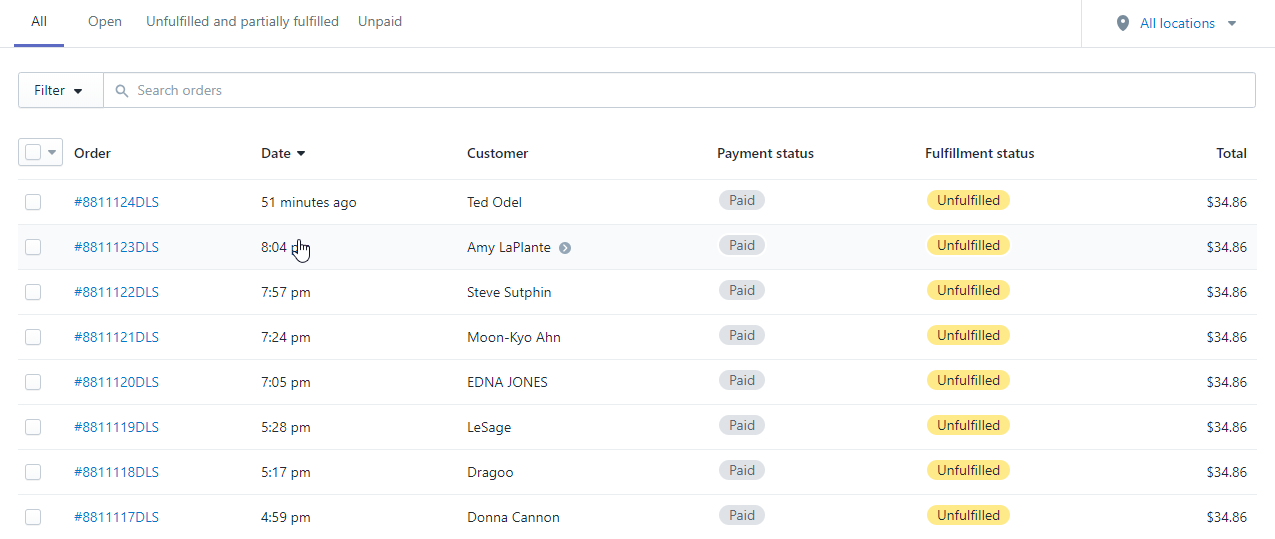 All Open Unfulfilled and partially fulfilled Unpaid All locations
Filter Search orders
Order Date Customer Payment status Fulfillment status Total
#8811124DLS 51 minutes ago Ted Odel Paid Unfulfilled $34.86
#8811123DLS 8:04 Amy LaPlante Paid Unfulfilled $34.86
#8811122DLS 7:57 pm Steve Sutphin Paid Unfulfilled $34.86
#8811121DLS 7:24 pm Moon-Kyo Ahn Paid Unfulfilled $34.86
#8811120DLS 7:05 pm EDNA JONES Paid Unfulfilled $34.86
#8811119DLS 5:28 pm LeSage Paid Unfulfilled $34.86
#8811118DLS 5:17 pm Dragoo Paid Unfulfilled $34.86
#8811117DLS 4:59 pm Donna Cannon Paid Unfulfilled $34.86